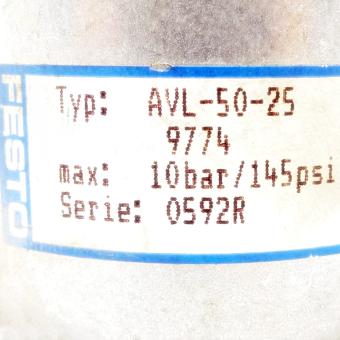 FESTO
Typ: AVL-50-25
9774
max: 10bar/145psi
Serie: 0592R